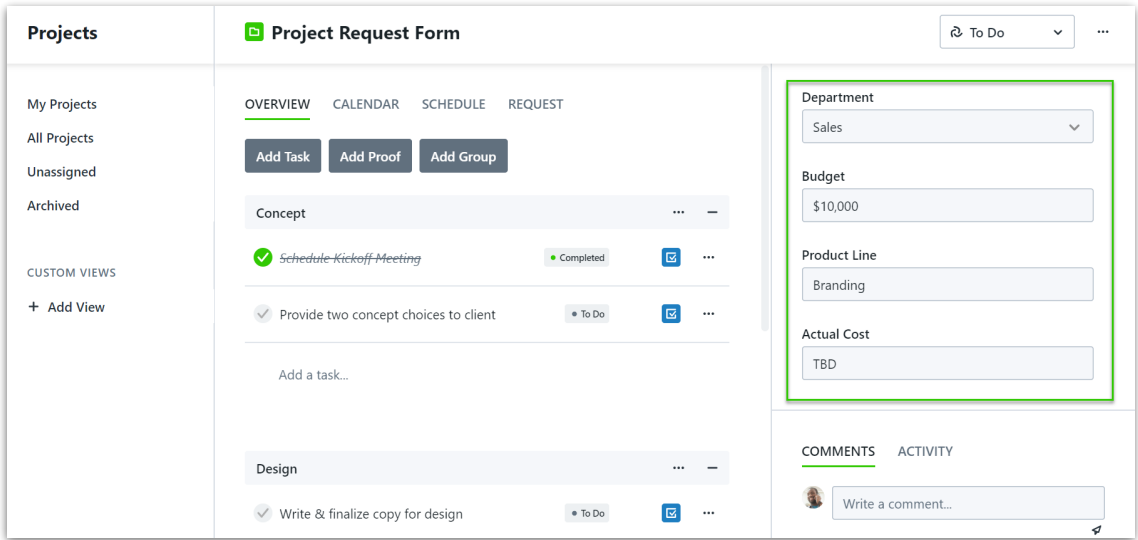 Projects
Project Request Form
To Do
My Projects
All Projects
Unassigned
Archived
CUSTOM VIEWS
+ Add View
OVERVIEW CALENDAR SCHEDULE REQUEST
Add Task Add Proof Add Group
Concept
Schedule Kickoff Meeting Completed
Provide two concept choices to client To Do
Add a task...
Design
Write & finalize copy for design To Do
Department
Sales
Budget
$10,000
Product Line
Branding
Actual Cost
TBD
COMMENTS ACTIVITY
Write a comment...